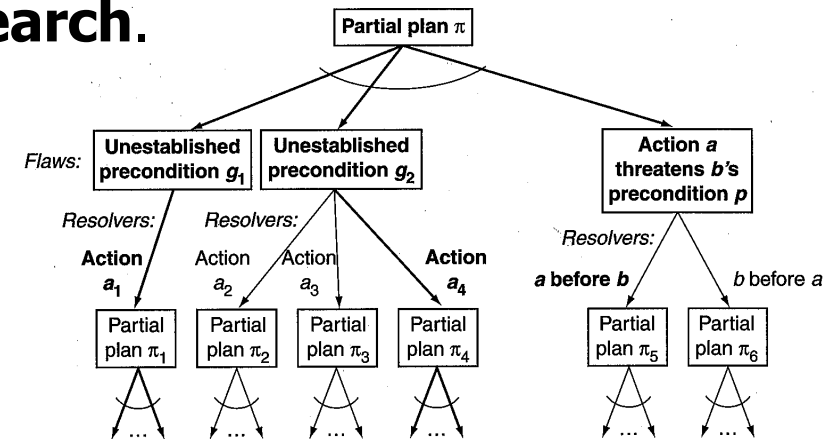 earch.
Partial plan π
Flaws:
Unestablished
precondition g₁
Unestablished
precondition g₂
Action a
threatens b's
precondition p
Resolvers:
Resolvers:
Resolvers:
Action
a₁
Action
a₂
Action
a₃
Action
a₄
a before b
b before a
Partial
plan π₁
Partial
plan π₂
Partial
plan π₃
Partial
plan π₄
Partial
plan π₅
Partial
plan π₆
...
...
...
...
...
...